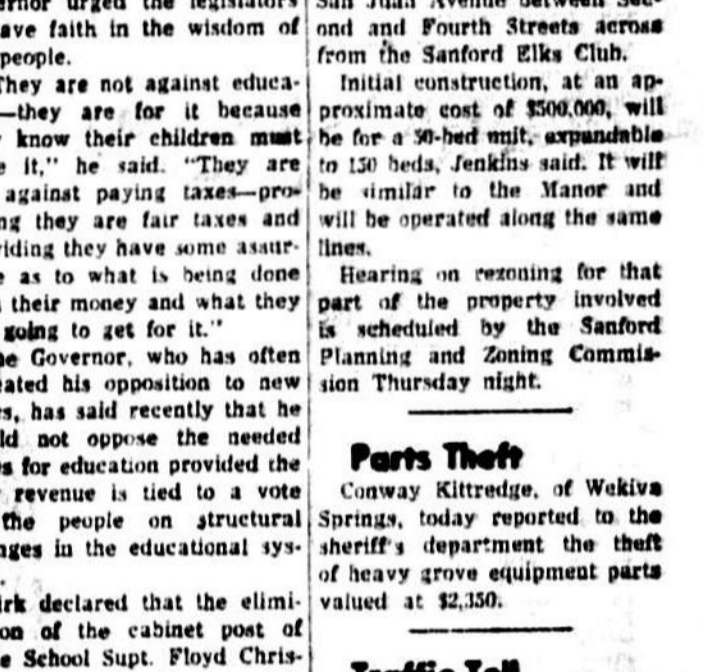 ernor urged the legislators
ave faith in the wisdom of
people.
They are not against educa-
—they are for it because
know their children must
it," he said. "They are
against paying taxes—pro-
ng they are fair taxes and
viding they have some assur-
as to what is being done
their money and what they
going to get for it."
he Governor, who has often
eated his opposition to new
s, has said recently that he
ld not oppose the needed
s for education provided the
revenue is tied to a vote
the people on structural
nges in the educational sys-
.
irk declared that the elimi-
on of the cabinet post of
e School Supt. Floyd Chris-
San Juan Avenue between Sec-
ond and Fourth Streets across
from the Sanford Elks Club.
Initial construction, at an ap-
proximate cost of $500,000, will
be for a 50-bed unit, expandable
to 150 beds, Jenkins said. It will
be similar to the Manor and
will be operated along the same
lines.
Hearing on rezoning for that
part of the property involved
is scheduled by the Sanford
Planning and Zoning Commis-
sion Thursday night.
Parts Theft
Conway Kittredge, of Wekiva
Springs, today reported to the
sheriff's department the theft
of heavy grove equipment parts
valued at $2,350.
Traffic Toll